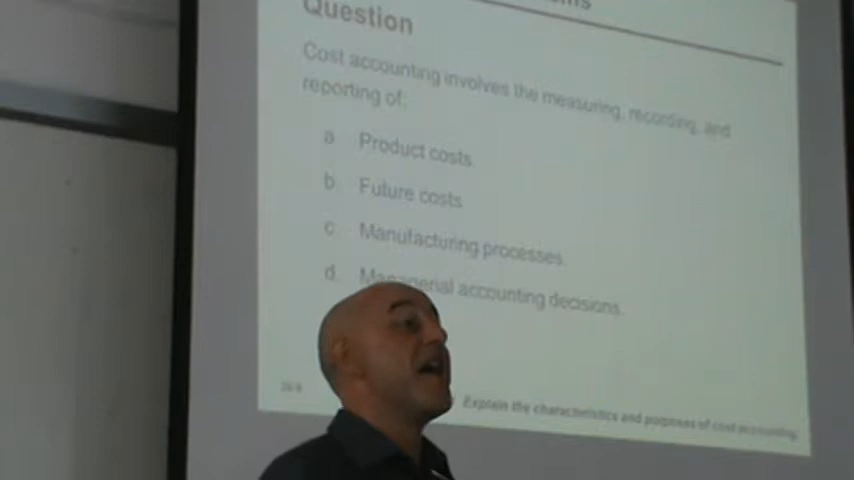 Question
Cost accounting involves the measuring, recording, and
reporting of:
a. Product costs
b. Future costs
c. Manufacturing processes.
d. Managerial accounting decisions.
Explain the characteristics and purposes of cost accounting.